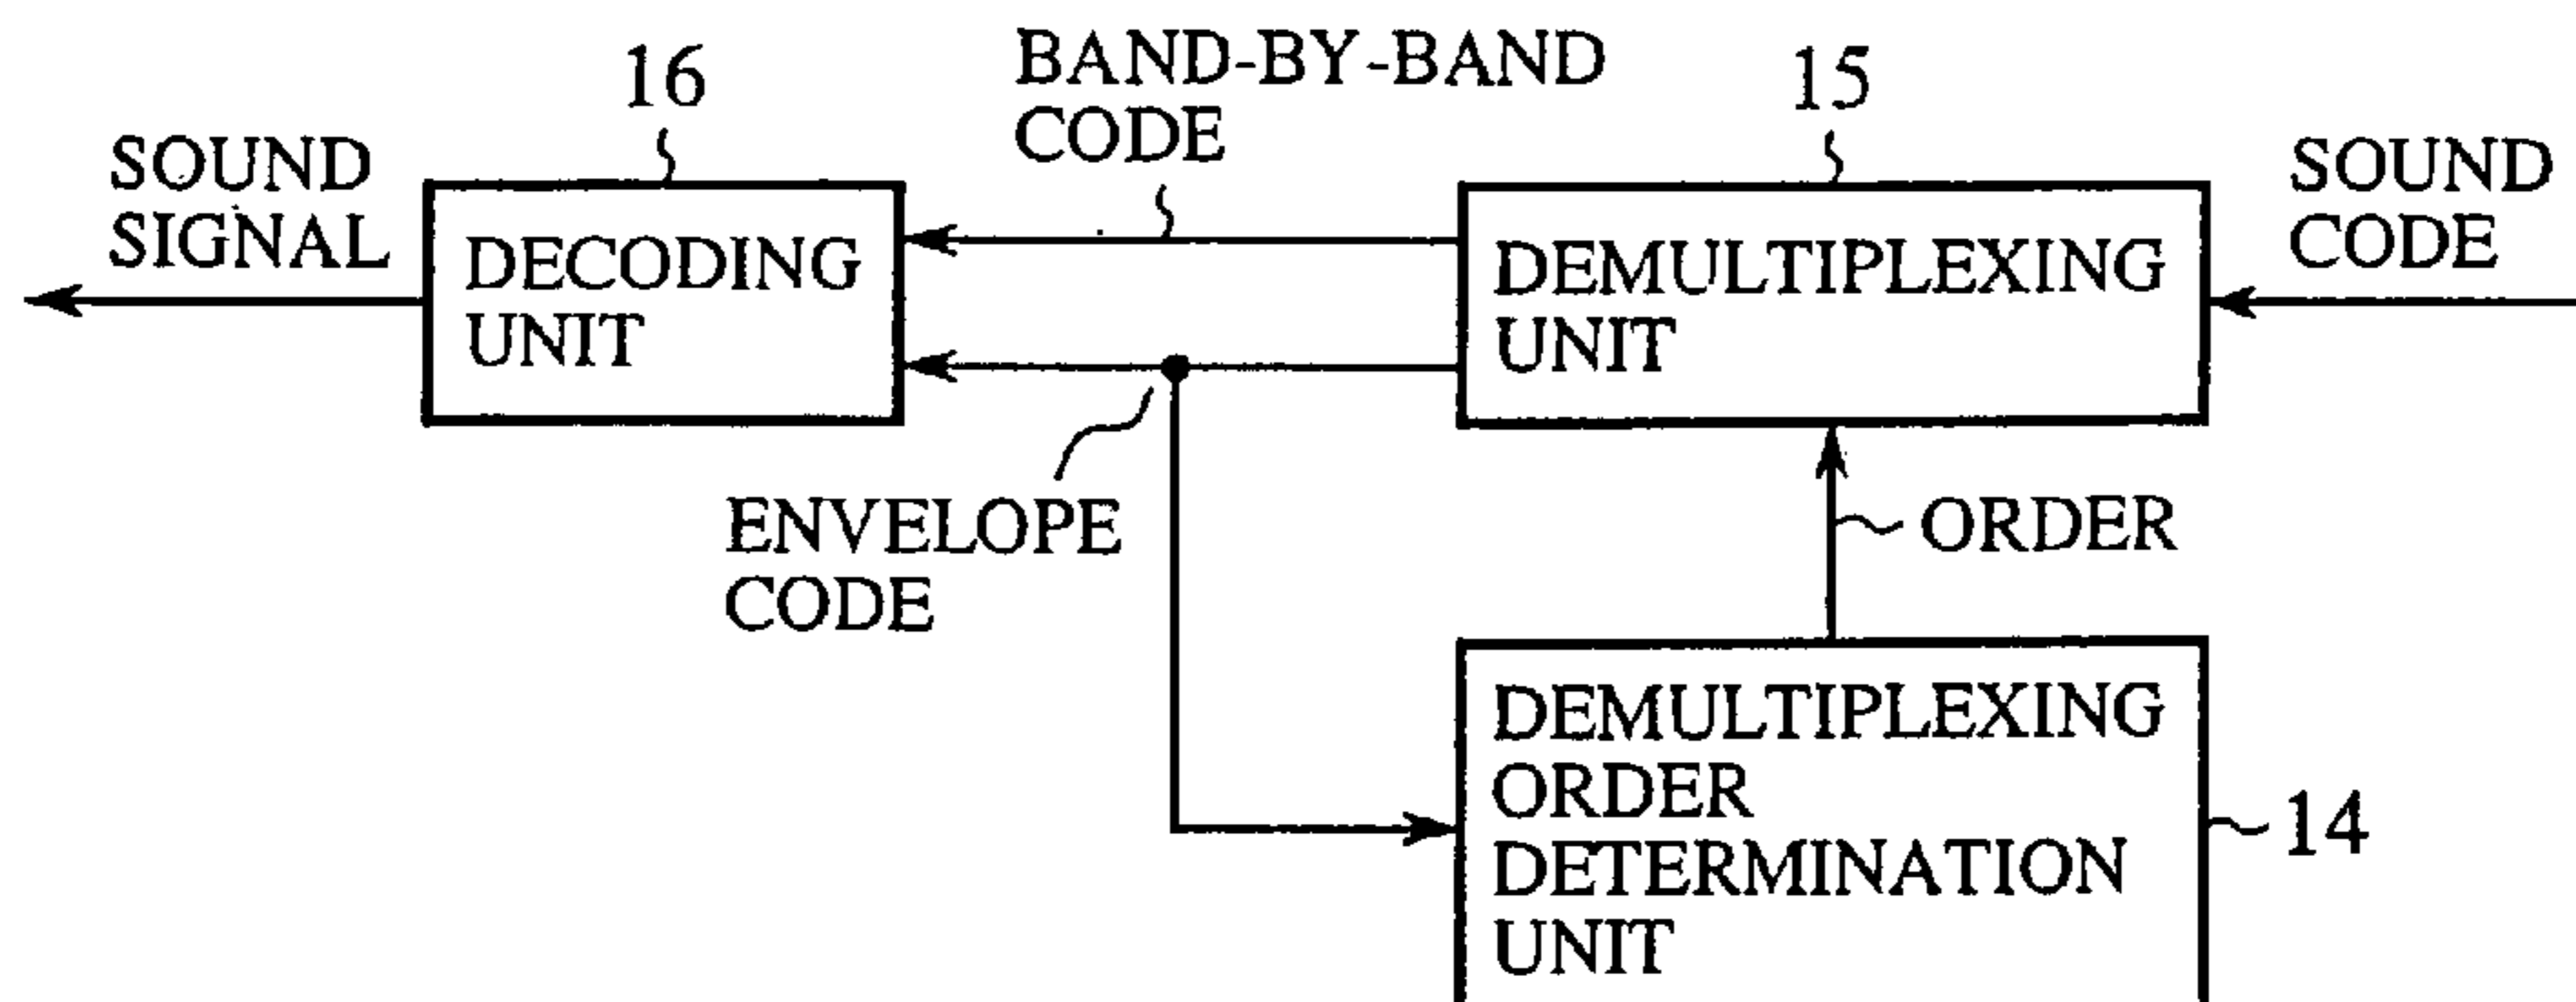 16
BAND-BY-BAND
CODE
15
SOUND
SIGNAL
SOUND
CODE
DECODING
UNIT
DEMULTIPLEXING
UNIT
ENVELOPE
CODE
ORDER
DEMULTIPLEXING
ORDER
DETERMINATION
UNIT
14